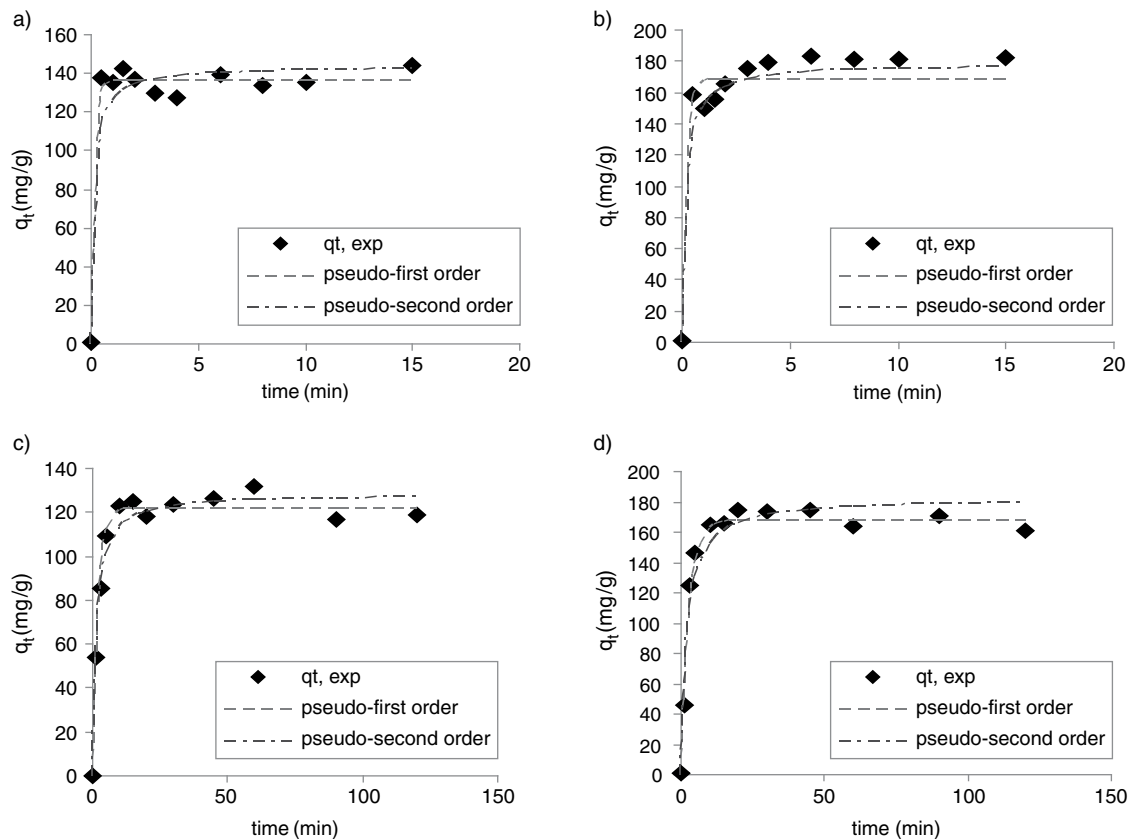 a)
160
140
120
100
80
60
40
20
0
qt(mg/g)
qt, exp
pseudo-first order
pseudo-second order
0 5 10 15 20
time (min)
b)
200
180
160
140
120
100
80
60
40
20
0
qt(mg/g)
qt, exp
pseudo-first order
pseudo-second order
0 5 10 15 20
time (min)
c)
140
120
100
80
60
40
20
0
qt(mg/g)
qt, exp
pseudo-first order
pseudo-second order
0 50 100 150
time (min)
d)
200
180
160
140
120
100
80
60
40
20
0
qt(mg/g)
qt, exp
pseudo-first order
pseudo-second order
0 50 100 150
time (min)